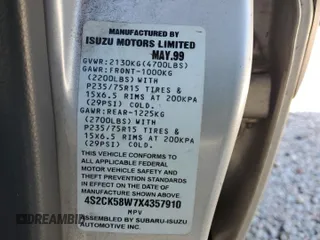 MANUFACTURED BY
ISUZU MOTORS LIMITED
MAY.99
GVWR:2130KG(4700LBS)
GAWR:FRONT-1000KG
(2200LBS) WITH
P235/75R15 TIRES &
15X6.5 RIMS AT 200KPA
(29PSI) COLD.
GAWR:REAR-1225KG
(2700LBS) WITH
P235/75R15 TIRES &
15X6.5 RIMS AT 200KPA
(29PSI) COLD.
THIS VEHICLE CONFORMS TO ALL
APPLICABLE U.S. FEDERAL
MOTOR VEHICLE SAFETY AND
THEFT PREVENTION STANDARDS
IN EFFECT ON THE DATE OF
MANUFACTURE SHOWN ABOVE.
4S2CK58W7X4357910
MPV
ASSEMBLED BY SUBARU-ISUZU
AUTOMOTIVE INC.
DREAMBID